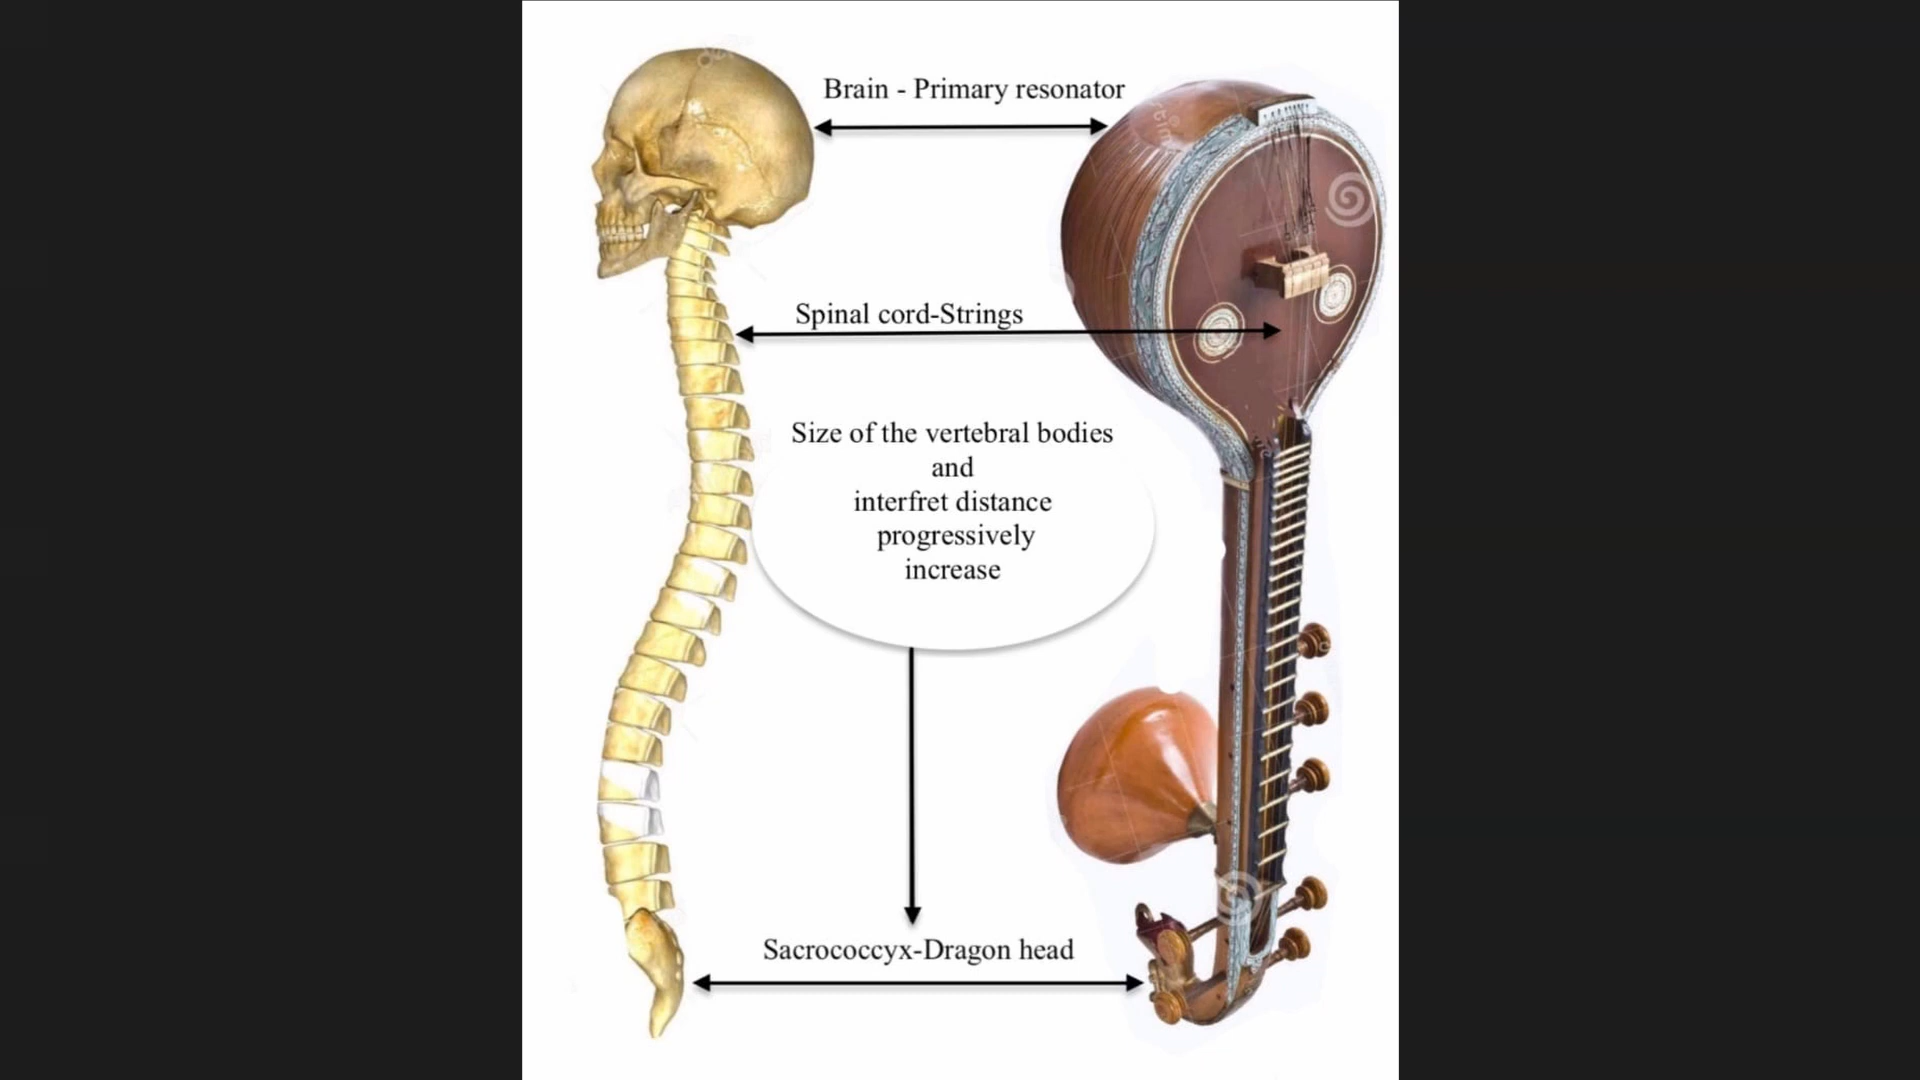 Brain - Primary resonator
Spinal cord-Strings
Size of the vertebral bodies
and
interfret distance
progressively
increase
Sacrococcyx-Dragon head